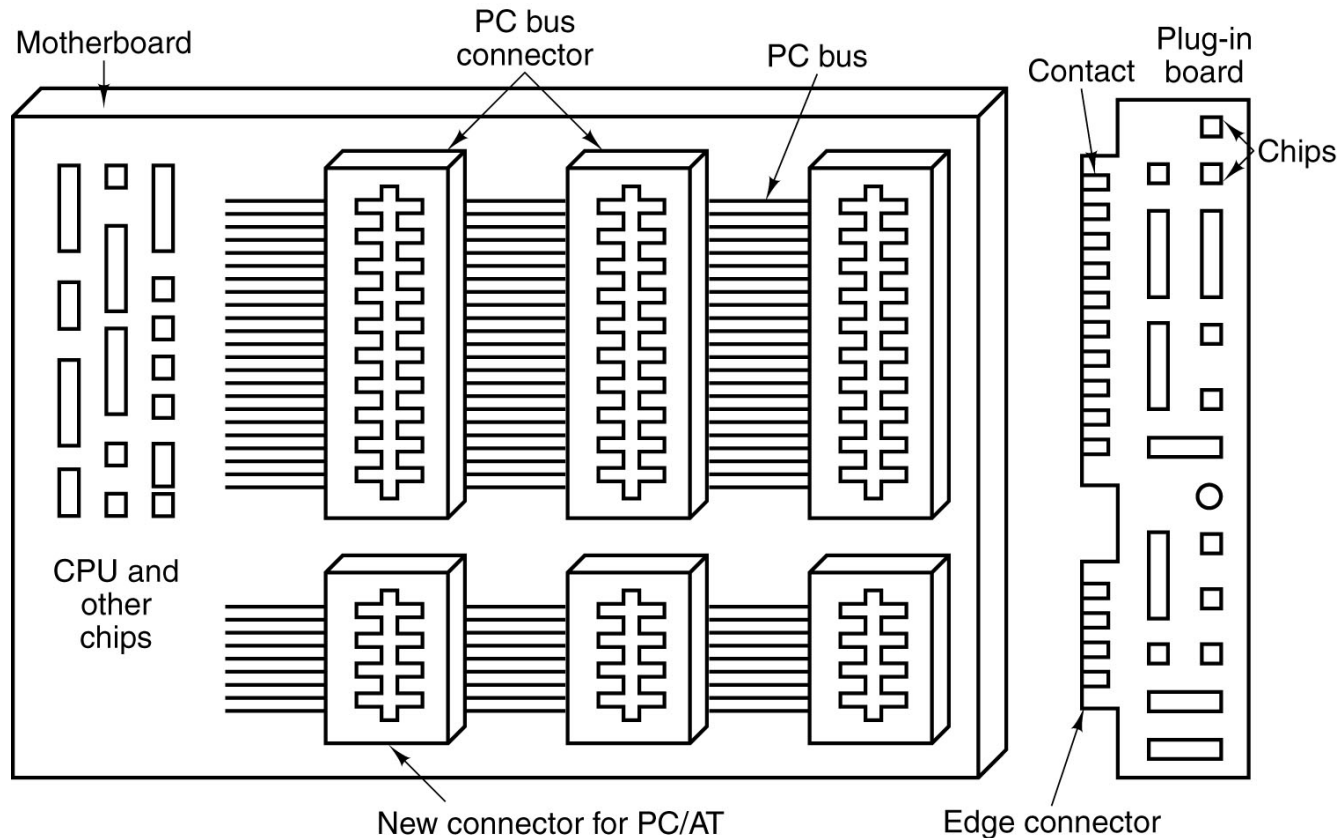 Motherboard
PC bus
connector
PC bus
Contact
Plug-in
board
Chips
CPU and
other
chips
New connector for PC/AT
Edge connector